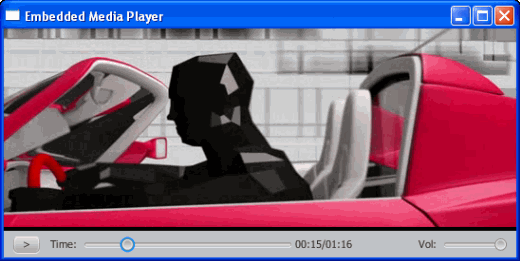 Embedded Media Player
> Time: 00:15/01:16 Vol: